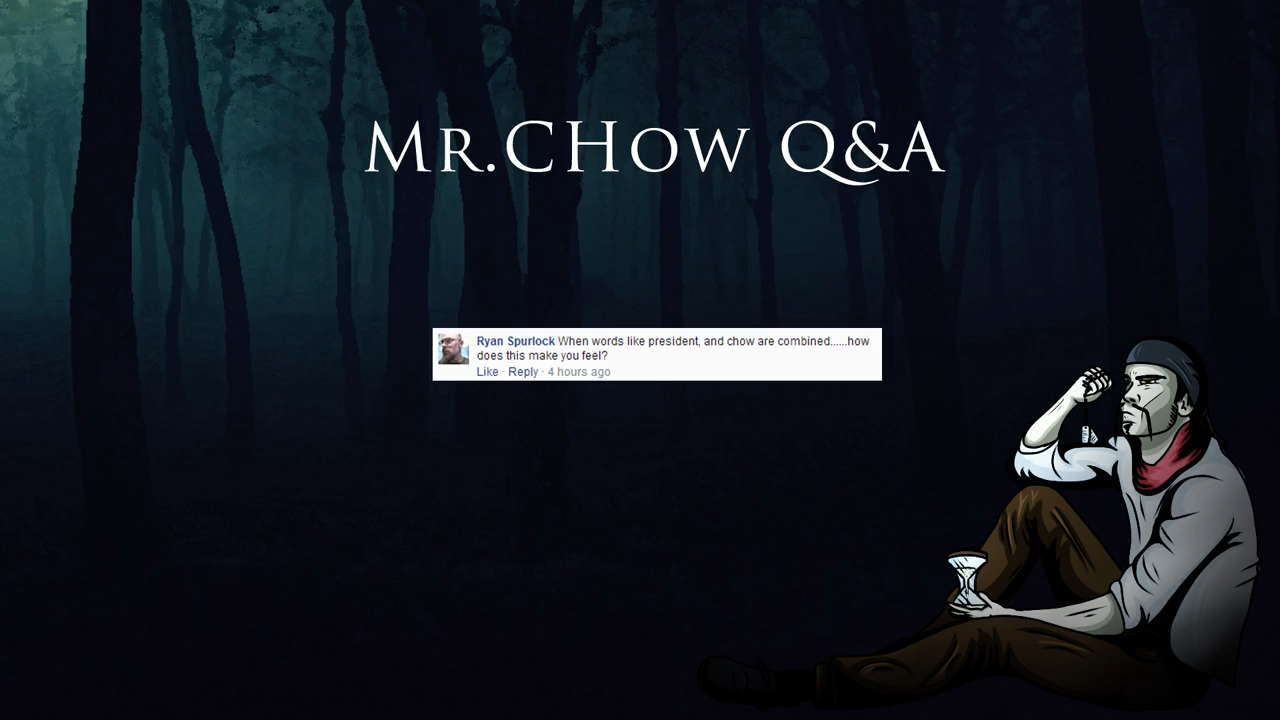 Mr.CHow Q&A
Ryan Spurlock When words like president, and chow are combined......how
does this make you feel?
Like · Reply · 4 hours ago